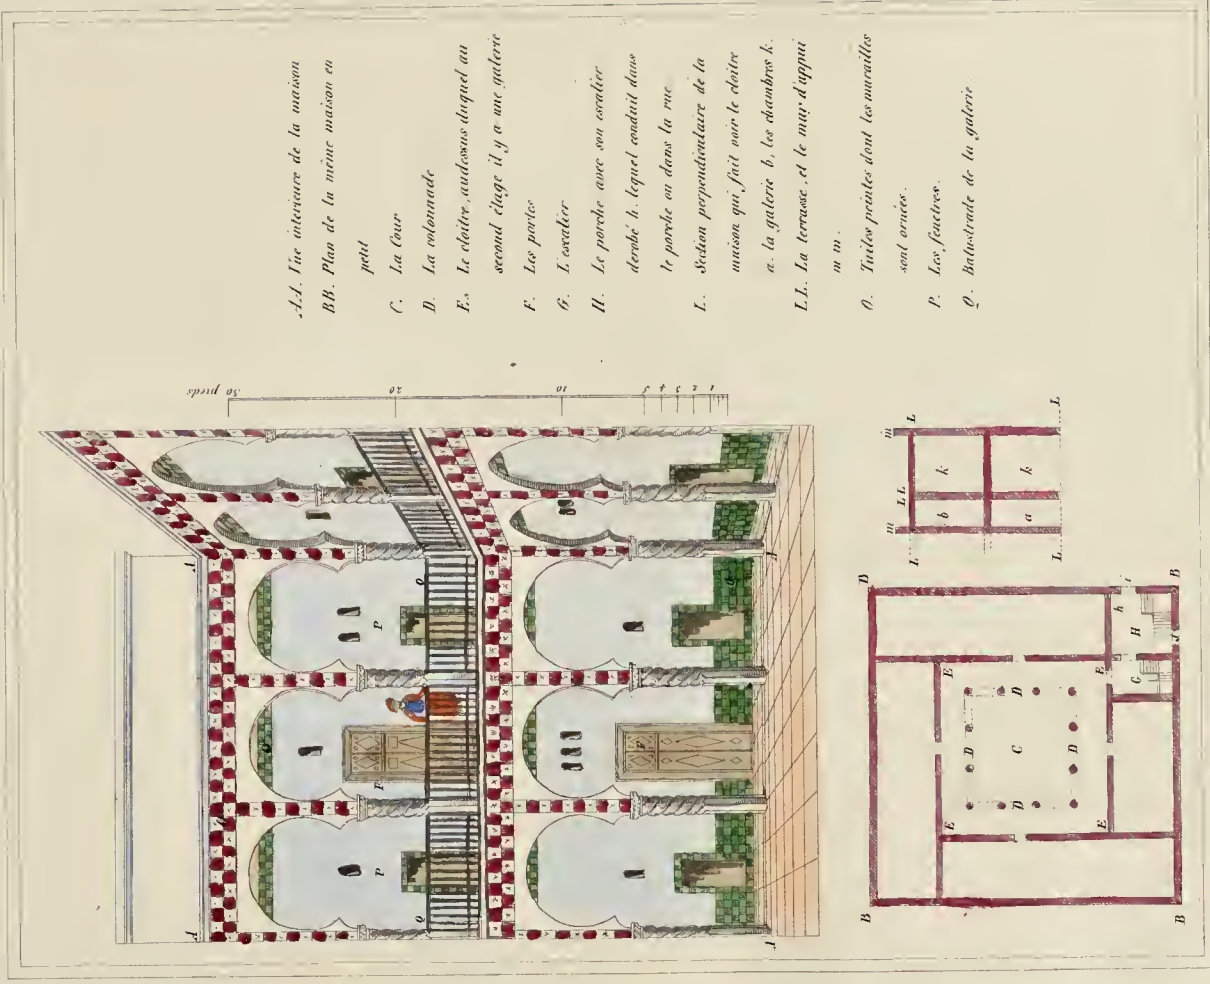 A.A. Vue interieure de la maison
BB. Plan de la même maison en
petit
C. La Cour
D. La colonnade
E.s Le cloitre, audessus duquel au
second étage il y a une galerie
F. Les portes
G. L'escalier
H. Le porche avec son escalier
derobé h. lequel conduit dans
le porche ou dans la rue
L. Section perpendiculaire de la
maison qui fait voir le cloitre
a. la galerie b, les chambres k.
LL. La terrasse, et le mur d'appui
m m.
O. Tuiles peintes dont les murailles
sont ornées.
P. Les fenetres.
Q. Balustrade de la galerie
30 pieds
20
10
5
4
3
2
1
A
A
P
P
Q
Q
F
A
A
m
m
L
LL
L
b
k
a
k
L
L
B
B
E
E
D
D
C
D
D
E
E
G
H
h
i
B
B